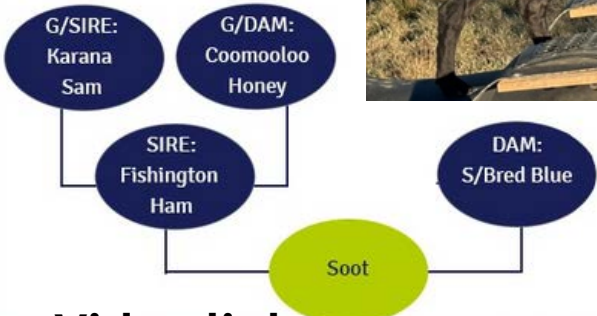 G/SIRE:
Karana
Sam
G/DAM:
Coomooloo
Honey
SIRE:
Fishington
Ham
DAM:
S/Bred Blue
Soot